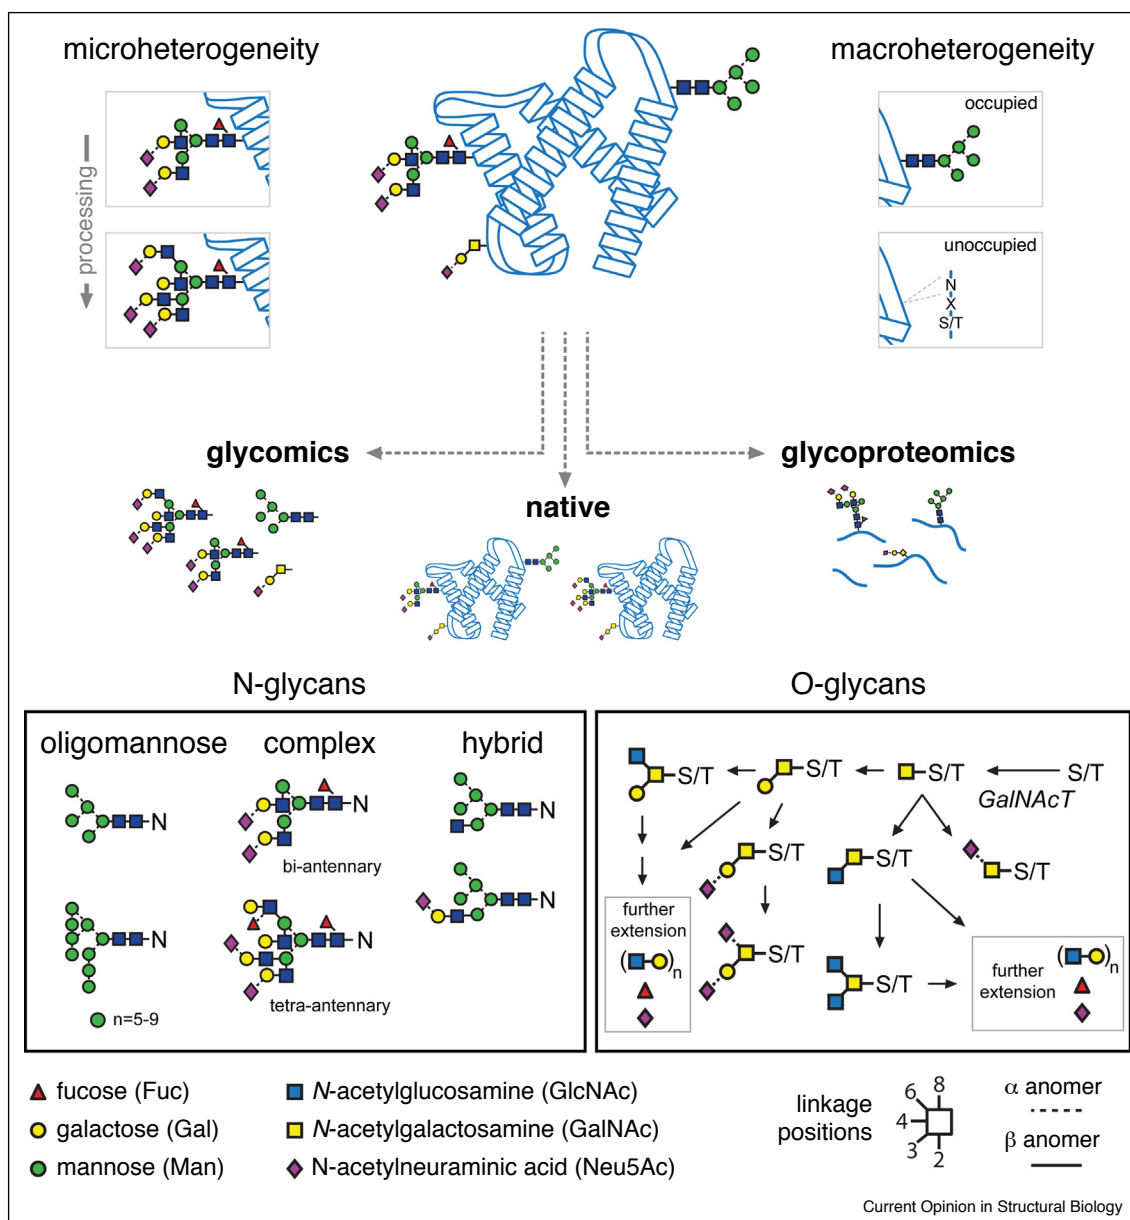 microheterogeneity
macroheterogeneity
processing
occupied
unoccupied
N
X
S/T
glycomics
native
glycoproteomics
N-glycans
O-glycans
oligomannose
complex
hybrid
N
N
N
bi-antennary
N
N
N
tetra-antennary
n=5-9
S/T
S/T
S/T
S/T
GalNAcT
S/T
S/T
S/T
S/T
S/T
further
extension
( )n
further
extension
( )n
fucose (Fuc)
galactose (Gal)
mannose (Man)
N-acetylglucosamine (GlcNAc)
N-acetylgalactosamine (GalNAc)
N-acetylneuraminic acid (Neu5Ac)
linkage
positions
6 8
4
3 2
α anomer
β anomer
Current Opinion in Structural Biology